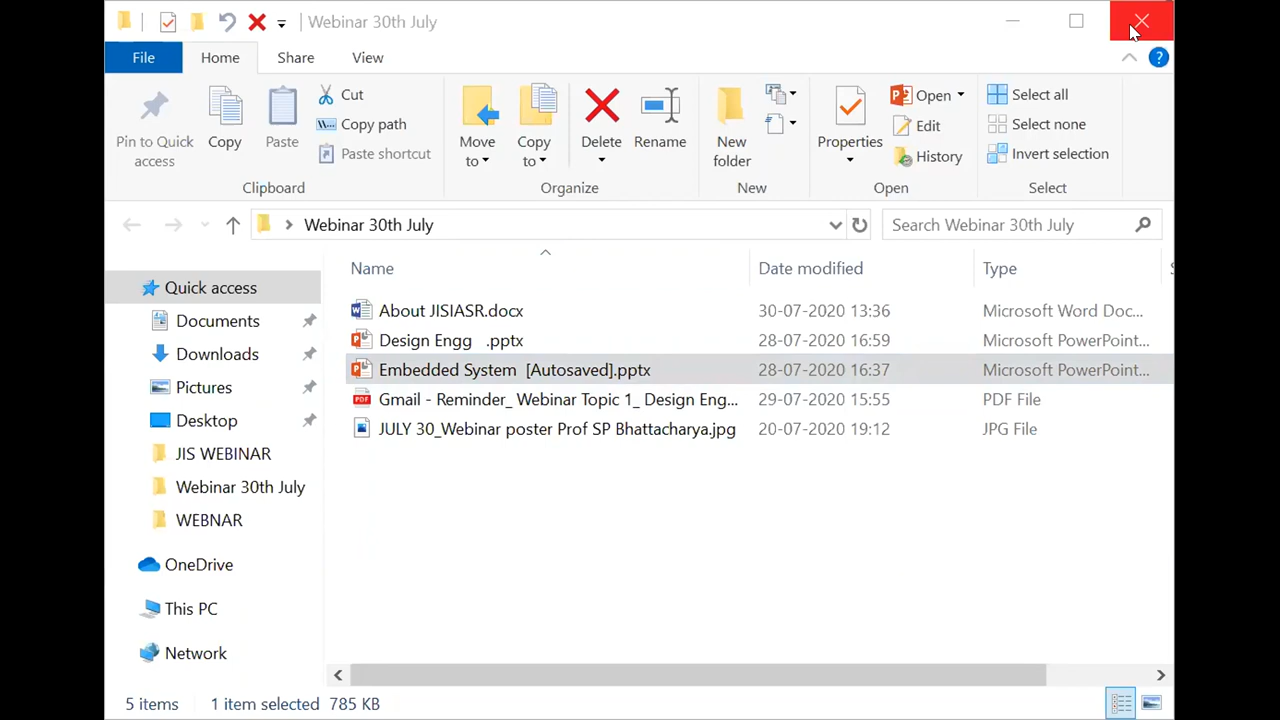 Webinar 30th July
File Home Share View
Pin to Quick access
Copy
Paste
Cut
Copy path
Paste shortcut
Clipboard
Move to
Copy to
Delete
Rename
Organize
New folder
New
Properties
Open
Edit
History
Open
Select all
Select none
Invert selection
Select
Webinar 30th July
Search Webinar 30th July
Name Date modified Type
Quick access
Documents
Downloads
Pictures
Desktop
JIS WEBINAR
Webinar 30th July
WEBNAR
OneDrive
This PC
Network
About JISIASR.docx 30-07-2020 13:36 Microsoft Word Doc...
Design Engg .pptx 28-07-2020 16:59 Microsoft PowerPoint...
Embedded System [Autosaved].pptx 28-07-2020 16:37 Microsoft PowerPoint...
Gmail - Reminder_ Webinar Topic 1_ Design Eng... 29-07-2020 15:55 PDF File
JULY 30_Webinar poster Prof SP Bhattacharya.jpg 20-07-2020 19:12 JPG File
5 items 1 item selected 785 KB